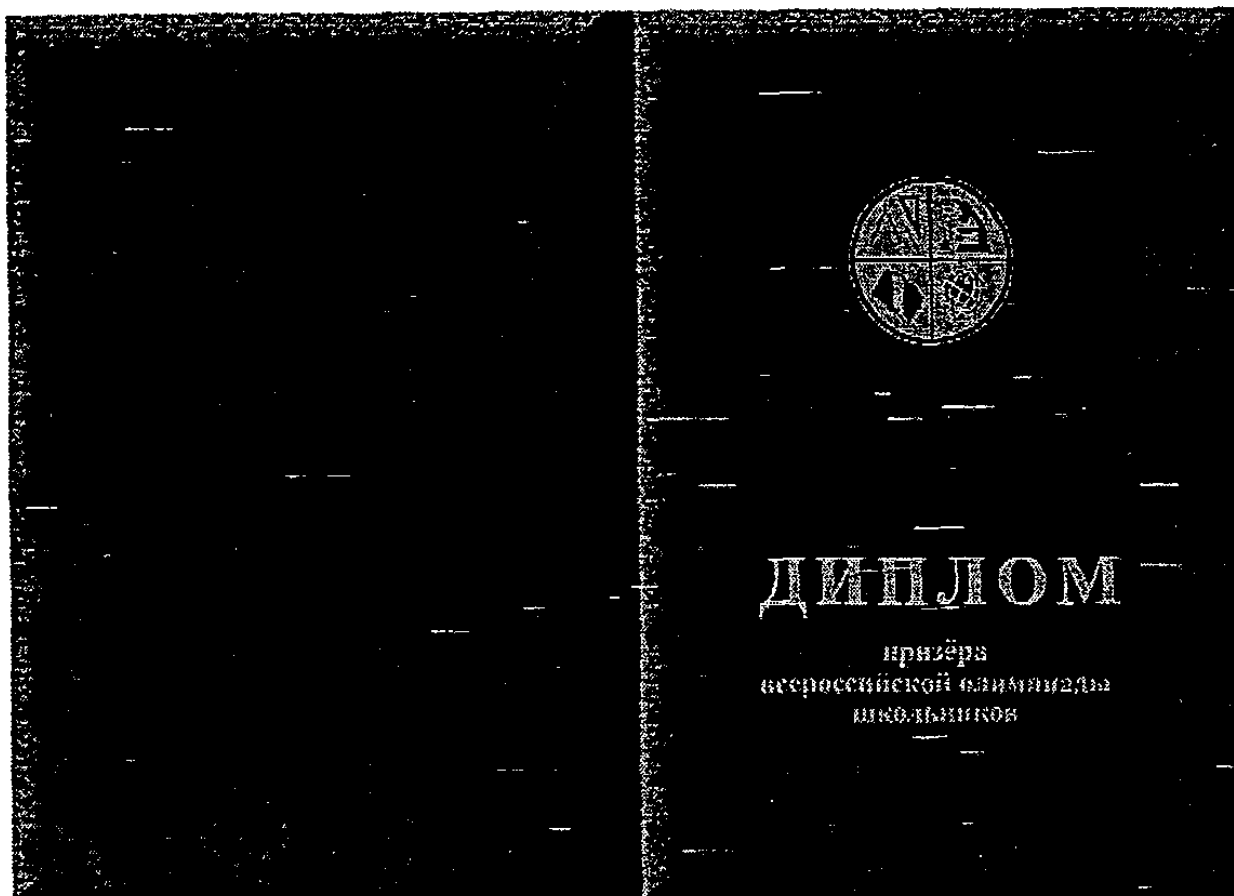 ДИПЛОМ
призёра
всероссийской олимпиады
школьников